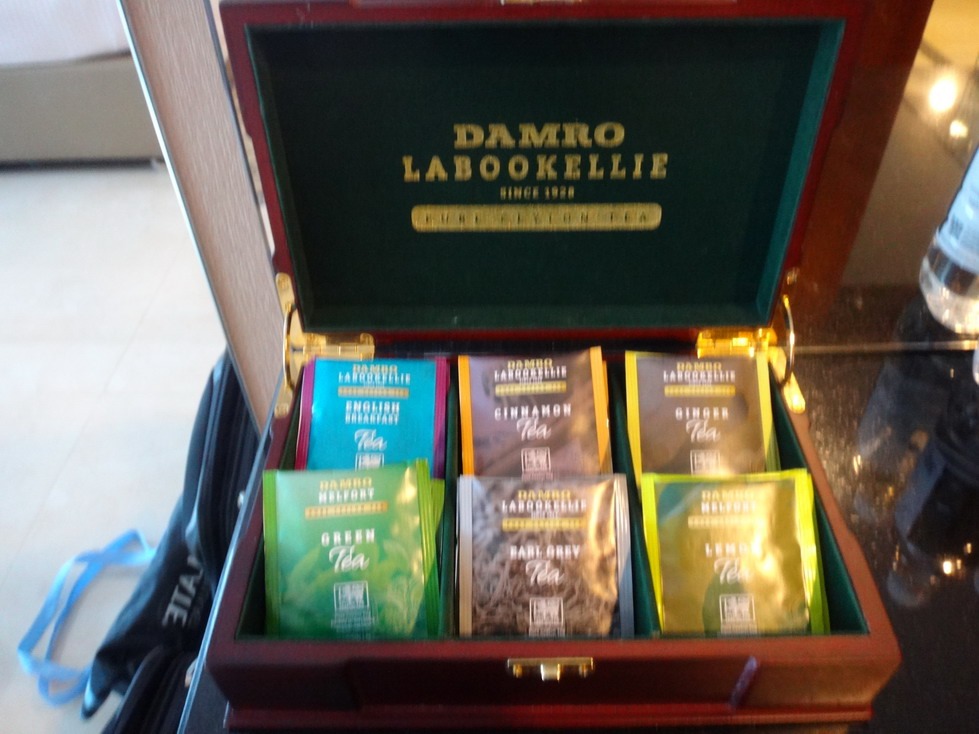 DAMRO
LABOOKELLIE
SINCE 1928
PURE CEYLON TEA
DAMRO
LABOOKELLIE
ENGLISH
BREAKFAST
Tea
DAMRO
LABOOKELLIE
CINNAMON
Tea
DAMRO
LABOOKELLIE
GINGER
Tea
DAMRO
MELFORT
GREEN
Tea
DAMRO
LABOOKELLIE
EARL GREY
Tea
DAMRO
MELFORT
LEMON
Tea